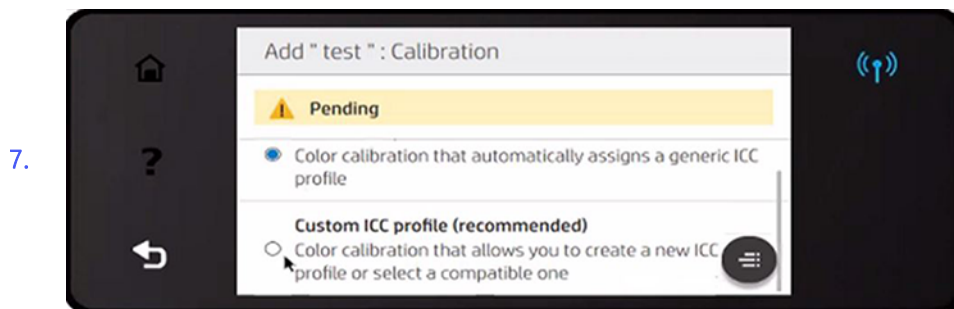 Add " test " : Calibration
Pending
7.
?
Color calibration that automatically assigns a generic ICC
profile
Custom ICC profile (recommended)
Color calibration that allows you to create a new ICC
profile or select a compatible one